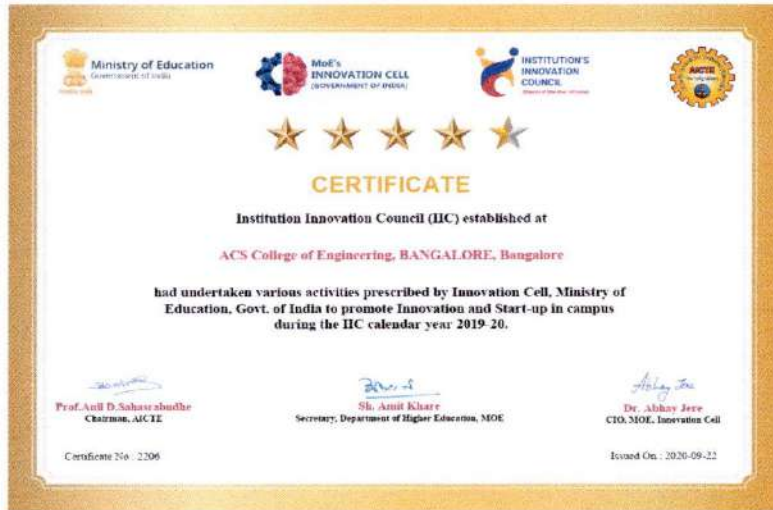 Ministry of Education
Government of India
MoE's
INNOVATION CELL
(GOVERNMENT OF INDIA)
INSTITUTION'S
INNOVATION
COUNCIL
AICTE
CERTIFICATE
Institution Innovation Council (IIC) established at
ACS College of Engineering, BANGALORE, Bangalore
had undertaken various activities prescribed by Innovation Cell, Ministry of
Education, Govt. of India to promote Innovation and Start-up in campus
during the IIC calendar year 2019-20.
Abhay Jere
Prof.Anil D.Sahasrabudhe
Chairman, AICTE
Sh. Amit Khare
Secretary, Department of Higher Education, MOE
Dr. Abhay Jere
CIO, MOE, Innovation Cell
Certificate No : 2206
Issued On : 2020-09-22